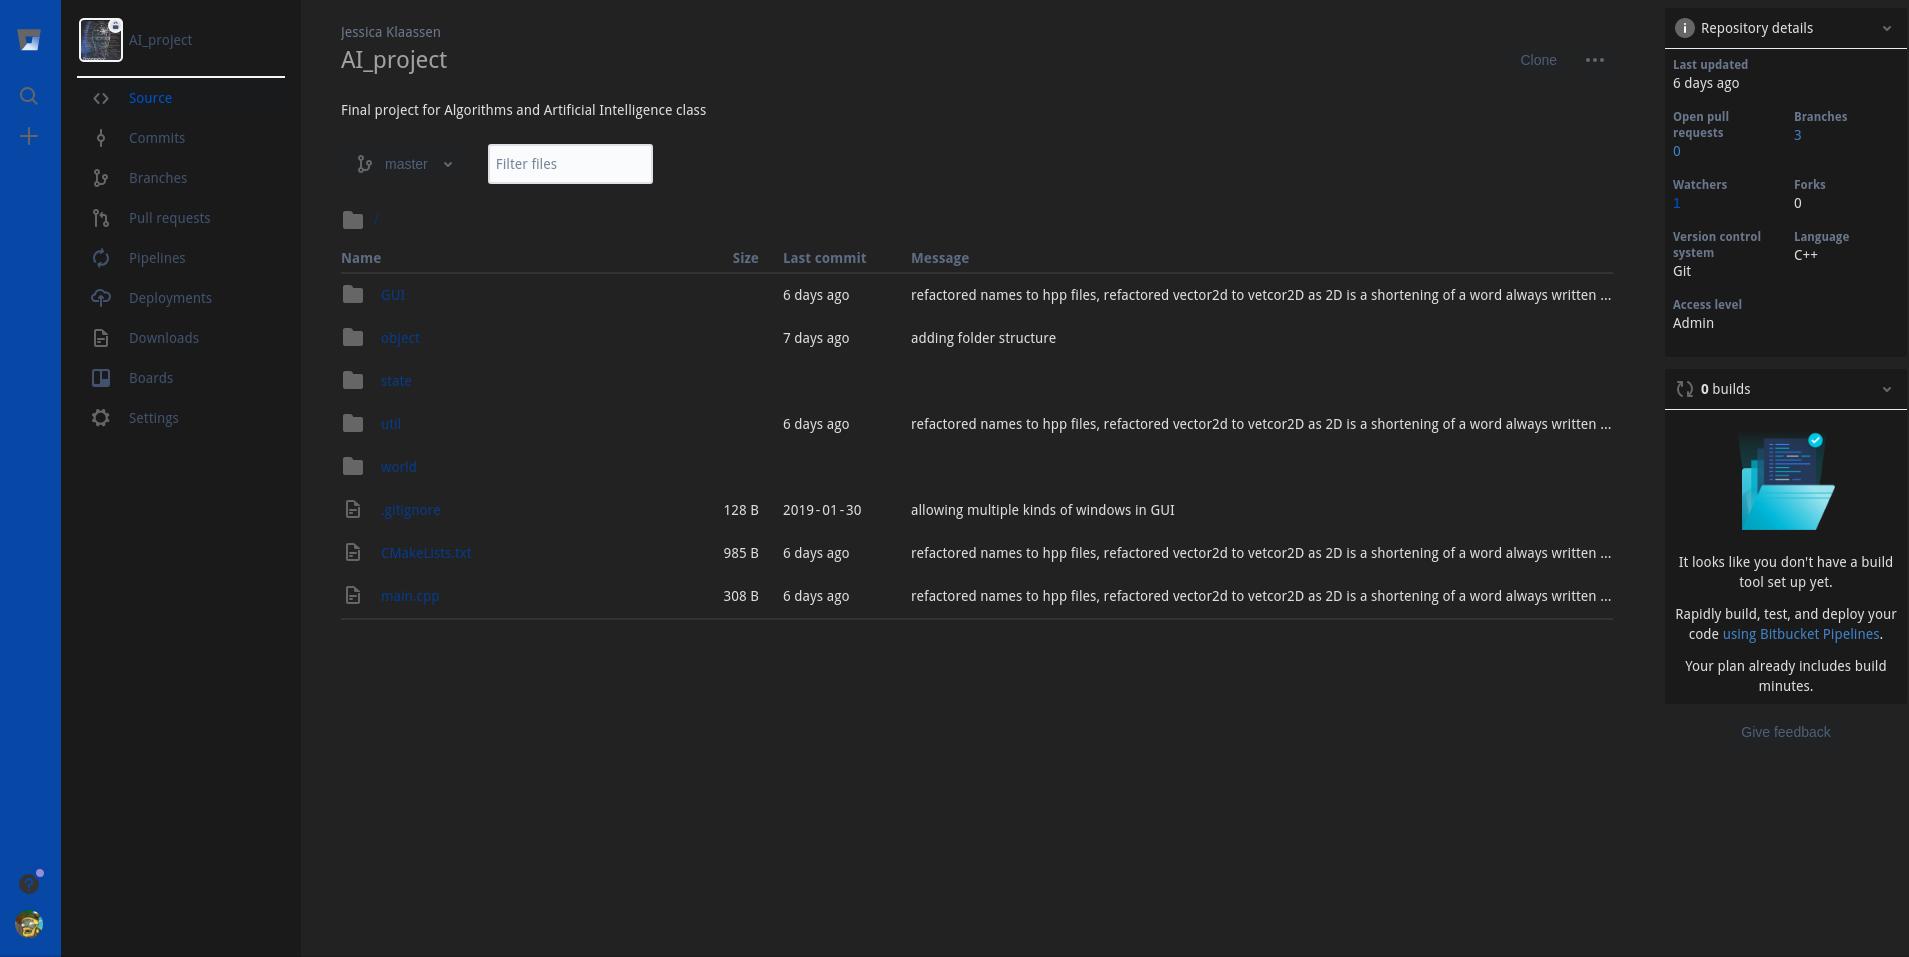 AI_project
Source
Commits
Branches
Pull requests
Pipelines
Deployments
Downloads
Boards
Settings
Jessica Klaassen
AI_project
Clone
Final project for Algorithms and Artificial Intelligence class
master
Filter files
/
Name Size Last commit Message
GUI 6 days ago refactored names to hpp files, refactored vector2d to vetcor2D as 2D is a shortening of a word always written ...
object 7 days ago adding folder structure
state
util 6 days ago refactored names to hpp files, refactored vector2d to vetcor2D as 2D is a shortening of a word always written ...
world
.gitignore 128 B 2019-01-30 allowing multiple kinds of windows in GUI
CMakeLists.txt 985 B 6 days ago refactored names to hpp files, refactored vector2d to vetcor2D as 2D is a shortening of a word always written ...
main.cpp 308 B 6 days ago refactored names to hpp files, refactored vector2d to vetcor2D as 2D is a shortening of a word always written ...
Repository details
Last updated
6 days ago
Open pull
requests
0
Branches
3
Watchers
1
Forks
0
Version control
system
Git
Language
C++
Access level
Admin
0 builds
It looks like you don't have a build
tool set up yet.
Rapidly build, test, and deploy your
code using Bitbucket Pipelines.
Your plan already includes build
minutes.
Give feedback